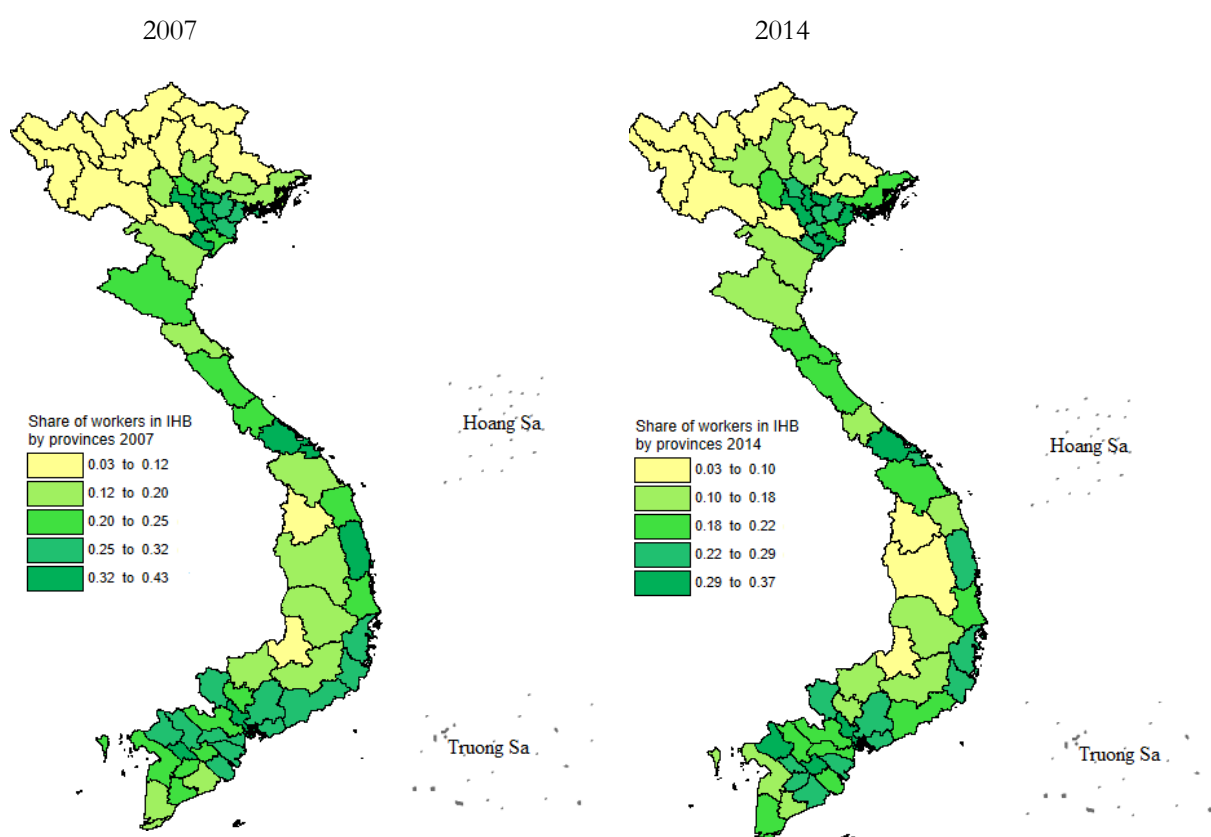 2007
2014
Share of workers in IHB
by provinces 2007
0.03 to 0.12
0.12 to 0.20
0.20 to 0.25
0.25 to 0.32
0.32 to 0.43
Hoang Sa
Truong Sa
Share of workers in IHB
by provinces 2014
0.03 to 0.10
0.10 to 0.18
0.18 to 0.22
0.22 to 0.29
0.29 to 0.37
Hoang Sa
Truong Sa